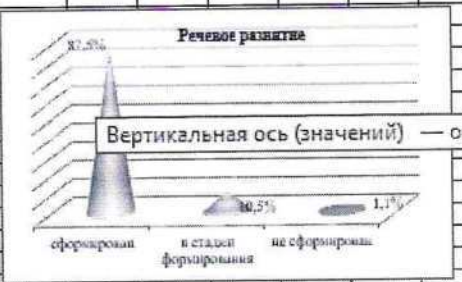 Речевое развитие
87,5%
Вертикальная ось (значений) — о
10,5%
1,1%
сформирован
в стадии формирования
не сформирован